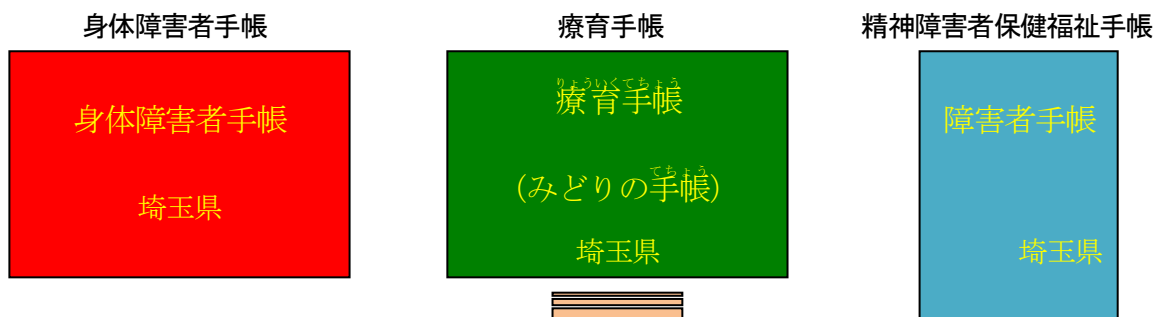 身体障害者手帳
身体障害者手帳
埼玉県
療育手帳
りょういくてちょう
療育手帳
てちょう
(みどりの手帳)
埼玉県
精神障害者保健福祉手帳
障害者手帳
埼玉県